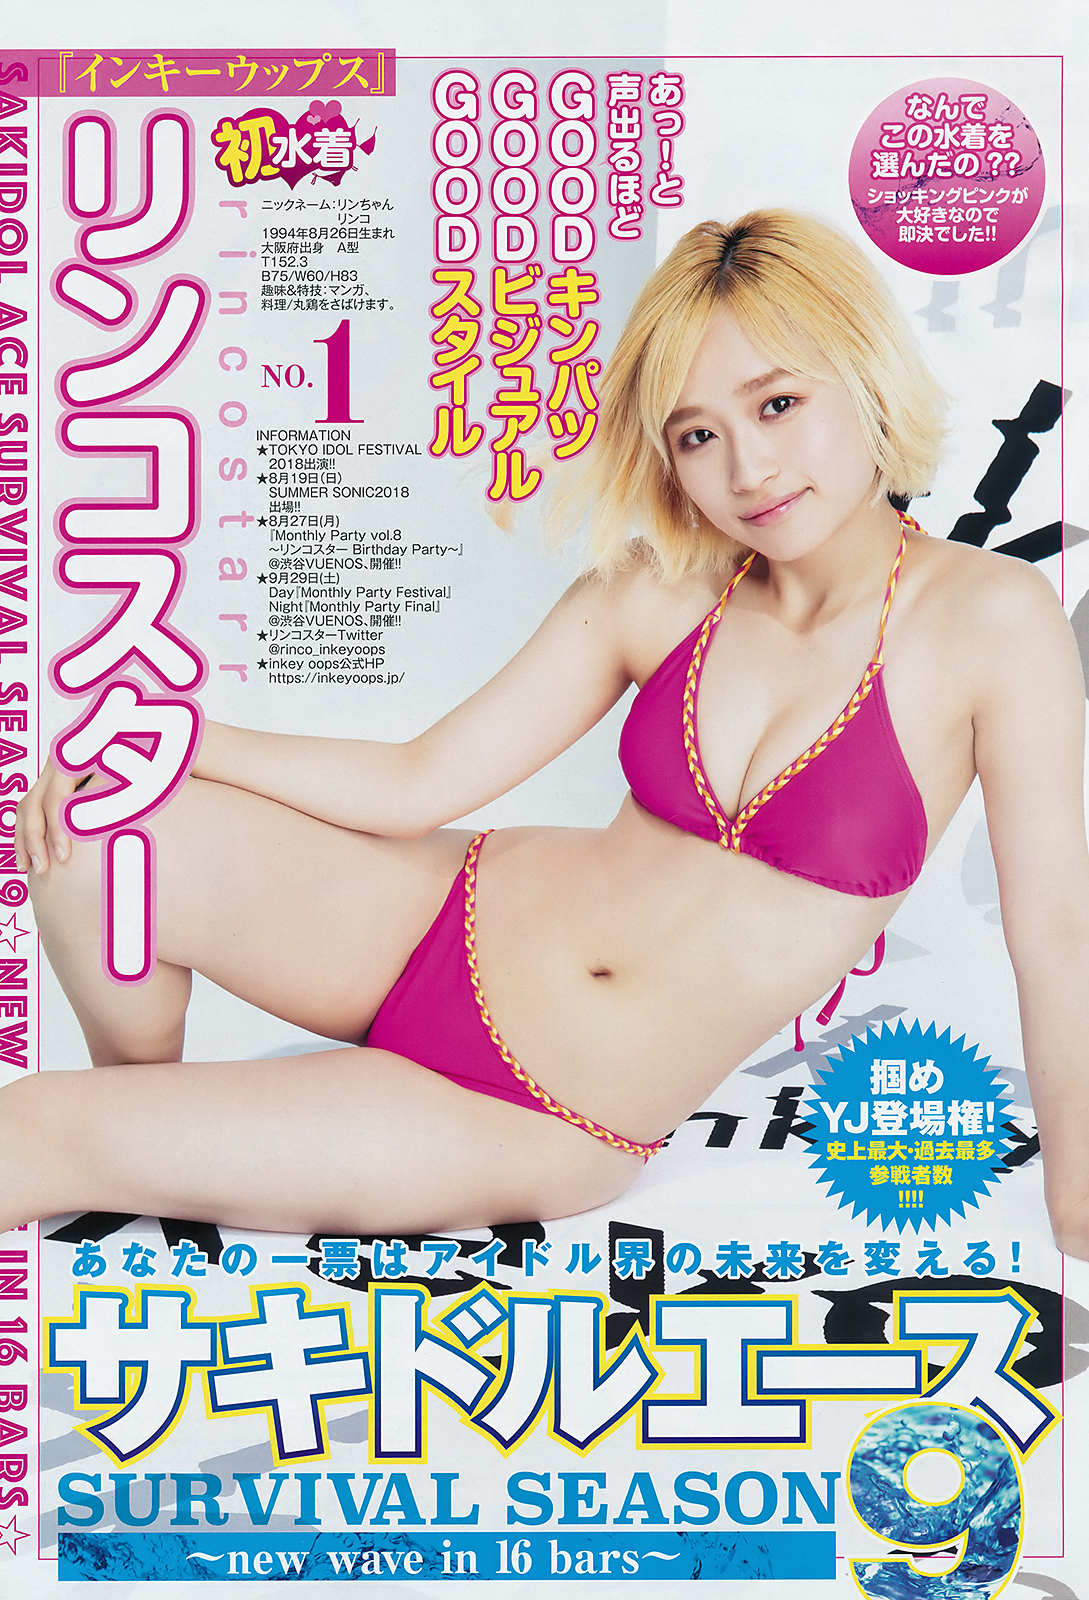 『インキーウップス』
リンコスター
rincostar
初水着
ニックネーム:リンちゃん
リンコ
1994年8月26日生まれ
大阪府出身 A型
T152.3
B75/W60/H83
趣味&特技:マンガ、
料理/丸鶏をさばけます。
NO.1
INFORMATION
★TOKYO IDOL FESTIVAL
2018出演!!
★8月19日(日)
SUMMER SONIC2018
出場!!
★8月27日(月)
『Monthly Party vol.8
〜リンコスター Birthday Party〜』
@渋谷VUENOS、開催!!
★9月29日(土)
Day『Monthly Party Festival』
Night『Monthly Party Final』
@渋谷VUENOS、開催!!
★リンコスターTwitter
@rinco_inkeyoops
★inkey oops公式HP
https://inkeyoops.jp/
あっ!と
声出るほど
GOODキンパツ
GOODビジュアル
GOODスタイル
なんで
この水着を
選んだの??
ショッキングピンクが
大好きなので
即決でした!!
掴め
YJ登場権!
史上最大・過去最多
参戦者数
!!!!
あなたの一票はアイドル界の未来を変える!
サキドルエース
SURVIVAL SEASON9
〜new wave in 16 bars〜
SAKIDOL ACE SURVIVAL SEASON9☆NEW
IN 16 BARS☆